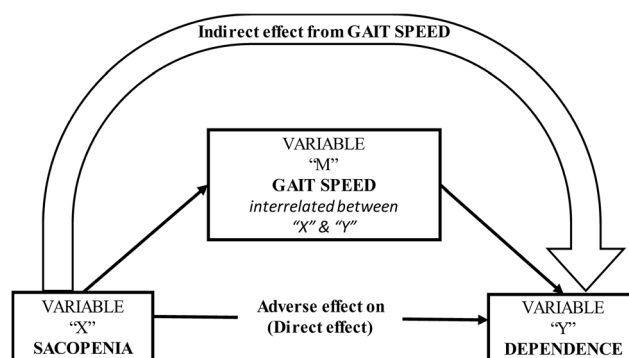 Indirect effect from GAIT SPEED
VARIABLE
“M”
GAIT SPEED
interrelated between
“X” & “Y”
VARIABLE
“X”
SACOPENIA
Adverse effect on
(Direct effect)
VARIABLE
“Y”
DEPENDENCE